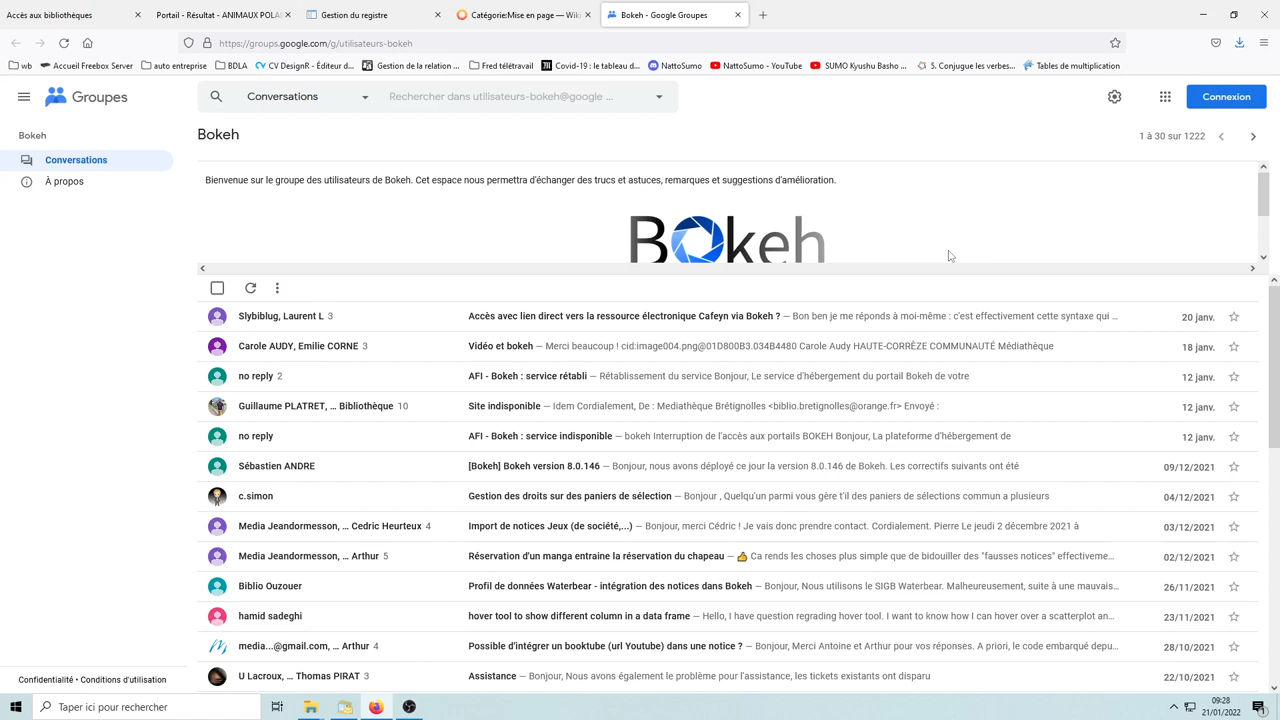 Accès aux bibliothèques
Portail - Résultat - ANIMAUX POLAI
Gestion du registre
Catégorie:Mise en page — Wiki
Bokeh - Google Groupes
https://groups.google.com/g/utilisateurs-bokeh
wb
Accueil Freebox Server
auto entreprise
BDLA
CV DesignR - Éditeur d...
Gestion de la relation ...
Fred télétravail
Covid-19 : le tableau d...
NattoSumo
NattoSumo - YouTube
SUMO Kyushu Basho ...
5. Conjugue les verbes...
Tables de multiplication
Groupes
Conversations
Rechercher dans utilisateurs-bokeh@google ...
Connexion
Bokeh
Conversations
À propos
Bokeh
1 à 30 sur 1222
Bienvenue sur le groupe des utilisateurs de Bokeh. Cet espace nous permettra d'échanger des trucs et astuces, remarques et suggestions d'amélioration.
Bokeh
Slybiblug, Laurent L 3 Accès avec lien direct vers la ressource électronique Cafeyn via Bokeh ? — Bon ben je me réponds à moi-même : c'est effectivement cette syntaxe qui ... 20 janv.
Carole AUDY, Emilie CORNE 3 Vidéo et bokeh — Merci beaucoup ! cid:image004.png@01D800B3.034B4480 Carole Audy HAUTE-CORRÈZE COMMUNAUTÉ Médiathèque 18 janv.
no reply 2 AFI - Bokeh : service rétabli — Rétablissement du service Bonjour, Le service d'hébergement du portail Bokeh de votre 12 janv.
Guillaume PLATRET, ... Bibliothèque 10 Site indisponible — Idem Cordialement, De : Mediathèque Brétignolles <biblio.bretignolles@orange.fr> Envoyé : 12 janv.
no reply AFI - Bokeh : service indisponible — bokeh Interruption de l'accès aux portails BOKEH Bonjour, La plateforme d'hébergement de 12 janv.
Sébastien ANDRE [Bokeh] Bokeh version 8.0.146 — Bonjour, nous avons déployé ce jour la version 8.0.146 de Bokeh. Les correctifs suivants ont été 09/12/2021
c.simon Gestion des droits sur des paniers de sélection — Bonjour , Quelqu'un parmi vous gère t'il des paniers de sélections commun a plusieurs 04/12/2021
Media Jeandormesson, ... Cedric Heurteux 4 Import de notices Jeux (de société,...) — Bonjour, merci Cédric ! Je vais donc prendre contact. Cordialement. Pierre Le jeudi 2 décembre 2021 à 03/12/2021
Media Jeandormesson, ... Arthur 5 Réservation d'un manga entraine la réservation du chapeau — 👍 Ca rends les choses plus simple que de bidouiller des "fausses notices" effectiveme... 02/12/2021
Biblio Ouzouer Profil de données Waterbear - intégration des notices dans Bokeh — Bonjour, Nous utilisons le SIGB Waterbear. Malheureusement, suite à une mauvais... 26/11/2021
hamid sadeghi hover tool to show different column in a data frame — Hello, I have question regrading hover tool. I want to know how I can hover over a scatterplot an... 23/11/2021
media...@gmail.com, ... Arthur 4 Possible d'intégrer un booktube (url Youtube) dans une notice ? — Bonjour, Merci Antoine et Arthur pour vos réponses. A priori, le code embarqué depu... 28/10/2021
U Lacroux, ... Thomas PIRAT 3 Assistance — Bonjour, Nous avons également le problème pour l'assistance, les tickets existants ont disparu 22/10/2021
Confidentialité • Conditions d'utilisation
Taper ici pour rechercher
09:28
21/01/2022
1